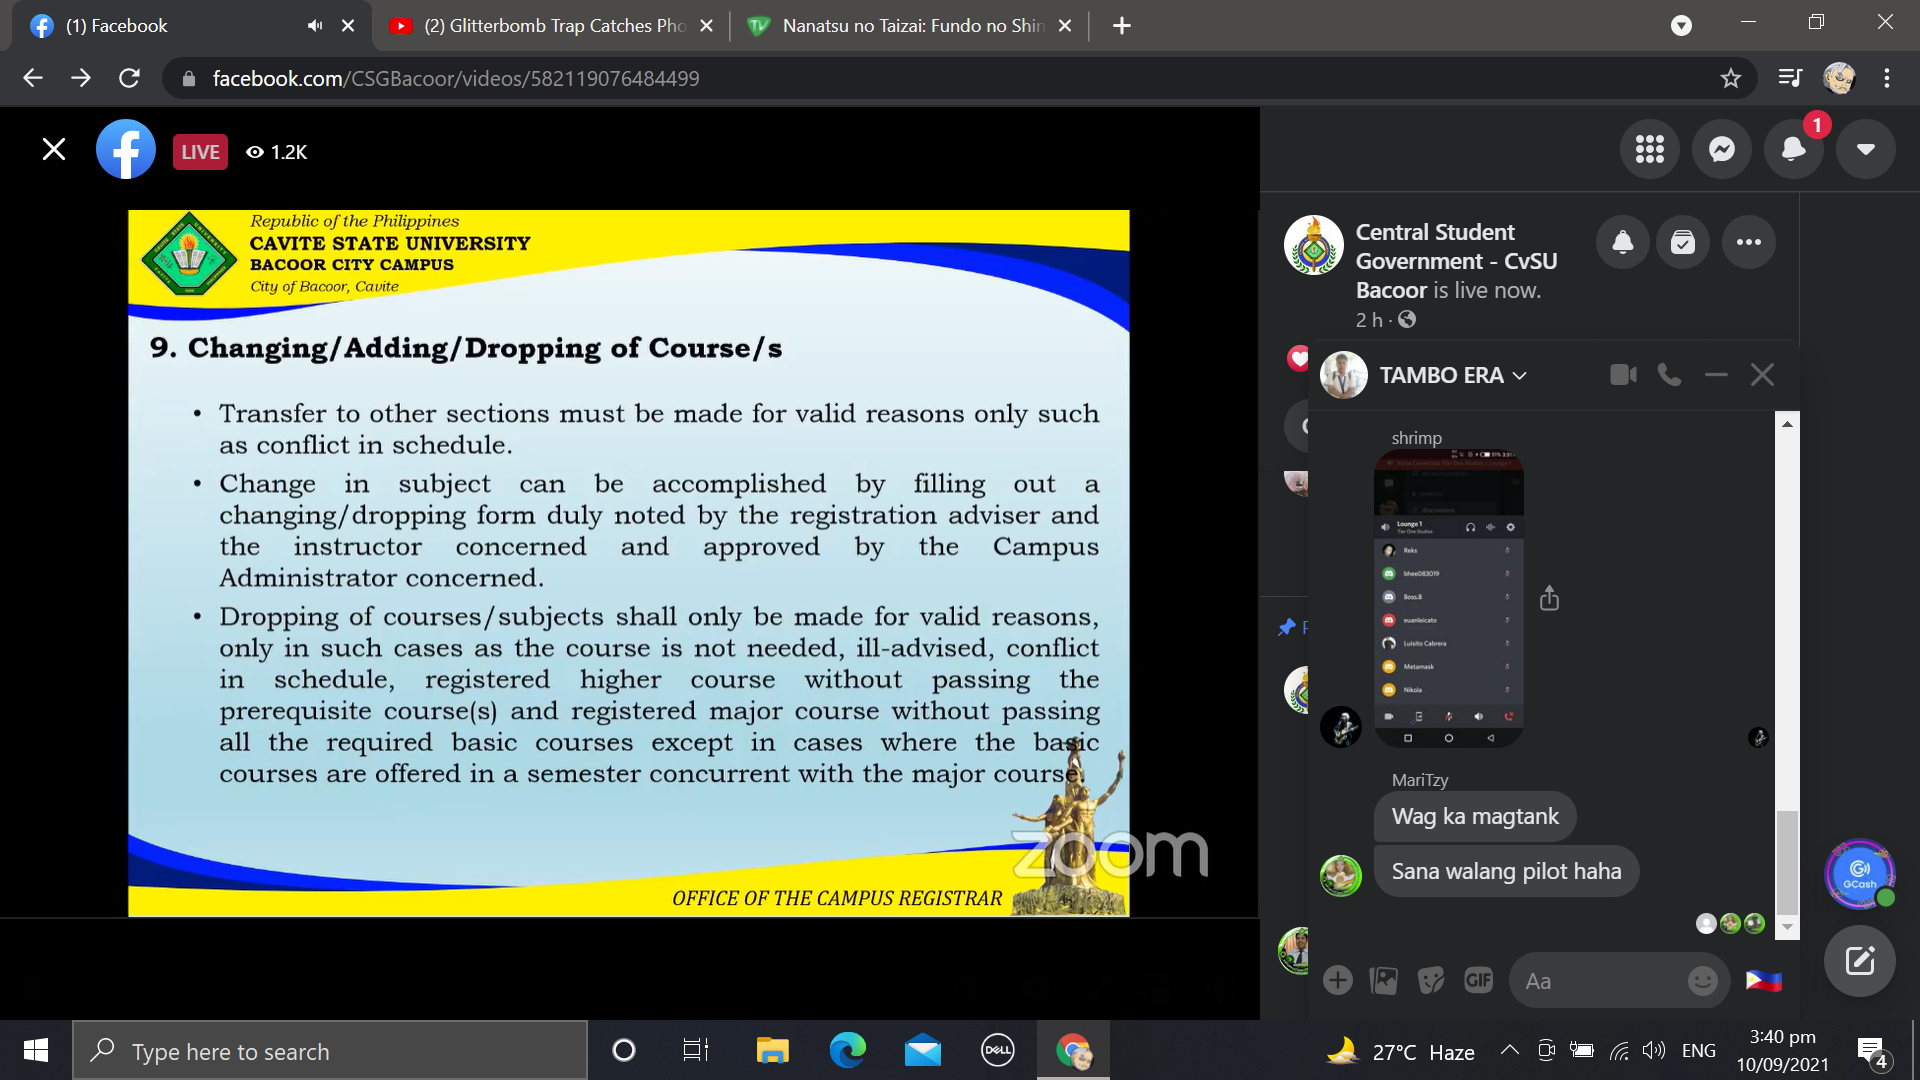 (1) Facebook
(2) Glitterbomb Trap Catches Pho
Nanatsu no Taizai: Fundo no Shin
facebook.com/CSGBacoor/videos/582119076484499
LIVE
1.2K
1
Republic of the Philippines
CAVITE STATE UNIVERSITY
BACOOR CITY CAMPUS
City of Bacoor, Cavite
9. Changing/Adding/Dropping of Course/s
• Transfer to other sections must be made for valid reasons only such
as conflict in schedule.
• Change in subject can be accomplished by filling out a
changing/dropping form duly noted by the registration adviser and
the instructor concerned and approved by the Campus
Administrator concerned.
• Dropping of courses/subjects shall only be made for valid reasons,
only in such cases as the course is not needed, ill-advised, conflict
in schedule, registered higher course without passing the
prerequisite course(s) and registered major course without passing
all the required basic courses except in cases where the basic
courses are offered in a semester concurrent with the major course
zoom
OFFICE OF THE CAMPUS REGISTRAR
Central Student
Government - CvSU
Bacoor is live now.
2 h ·
TAMBO ERA
shrimp
Lounge 1
Reks
bhee083019
Boss.B
euanleicato
Luisito Cabrera
Metamask
Nikola
MariTzy
Wag ka magtank
Sana walang pilot haha
GCash
GIF
Aa
Type here to search
DELL
27°C Haze
ENG
3:40 pm
10/09/2021
4